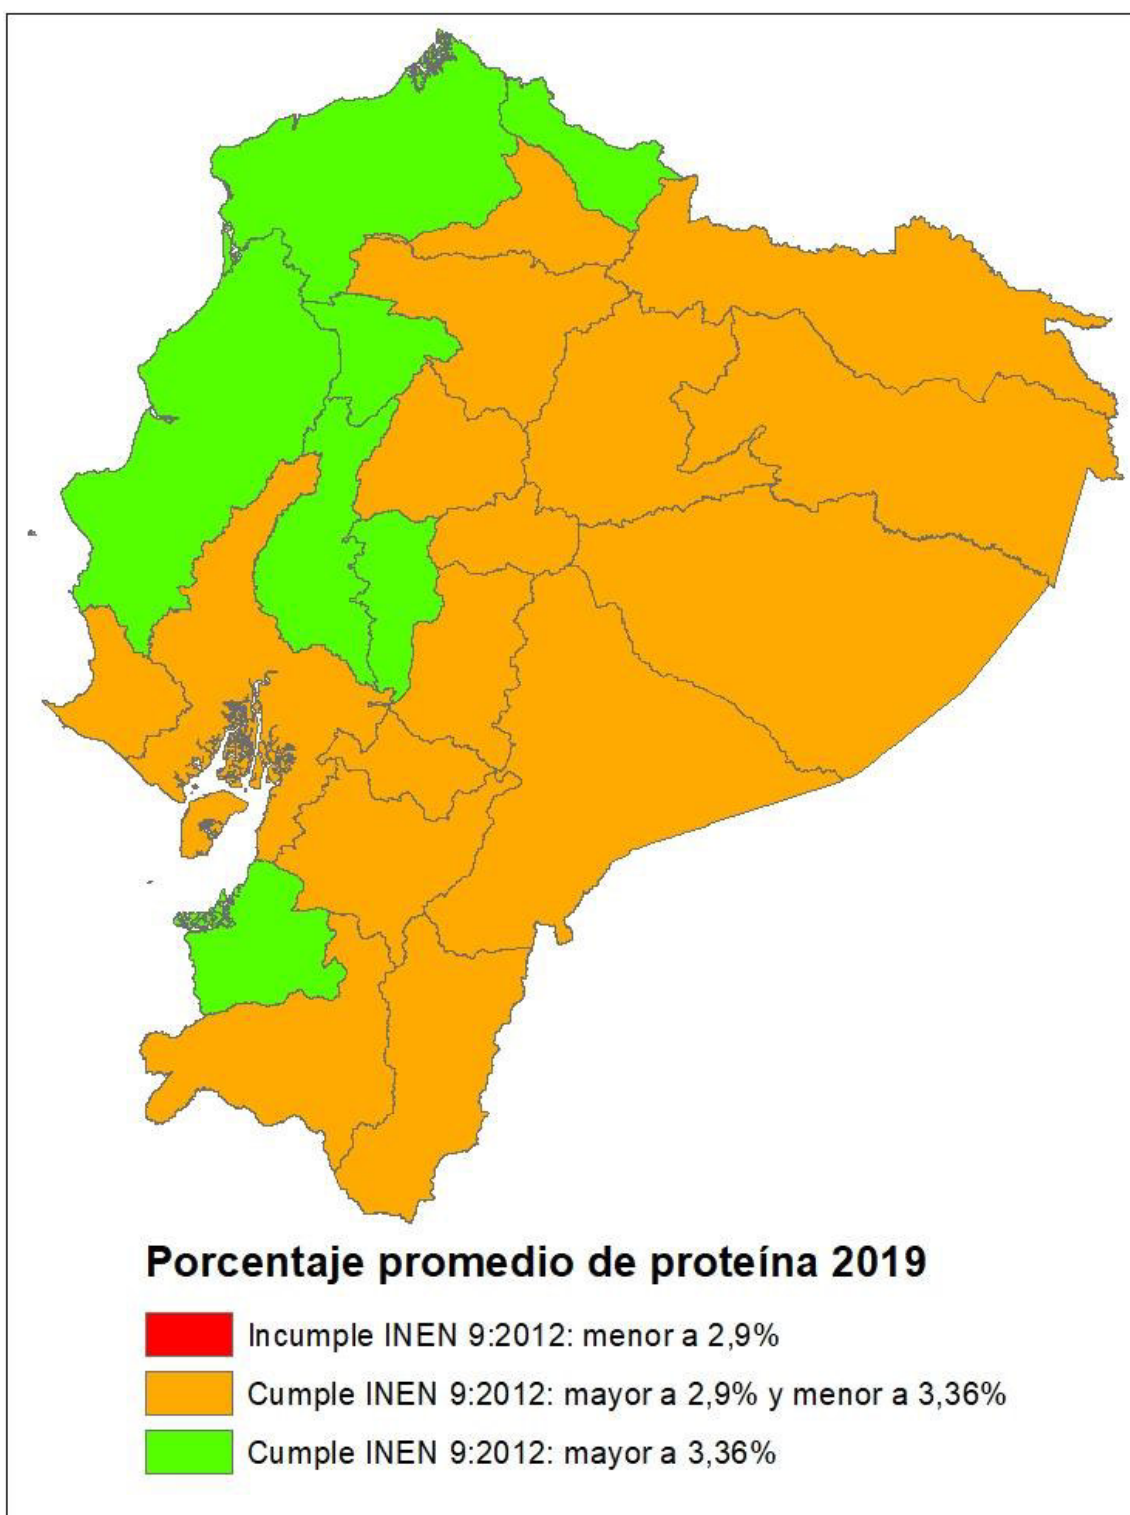 Porcentaje promedio de proteína 2019
Incumple INEN 9:2012: menor a 2,9%
Cumple INEN 9:2012: mayor a 2,9% y menor a 3,36%
Cumple INEN 9:2012: mayor a 3,36%